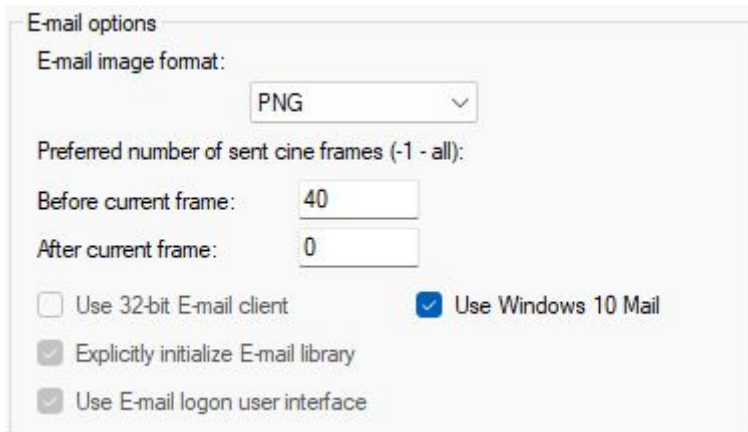 E-mail options
E-mail image format:
PNG
Preferred number of sent cine frames (-1 - all):
Before current frame: 40
After current frame: 0
Use 32-bit E-mail client Use Windows 10 Mail
Explicitly initialize E-mail library
Use E-mail logon user interface